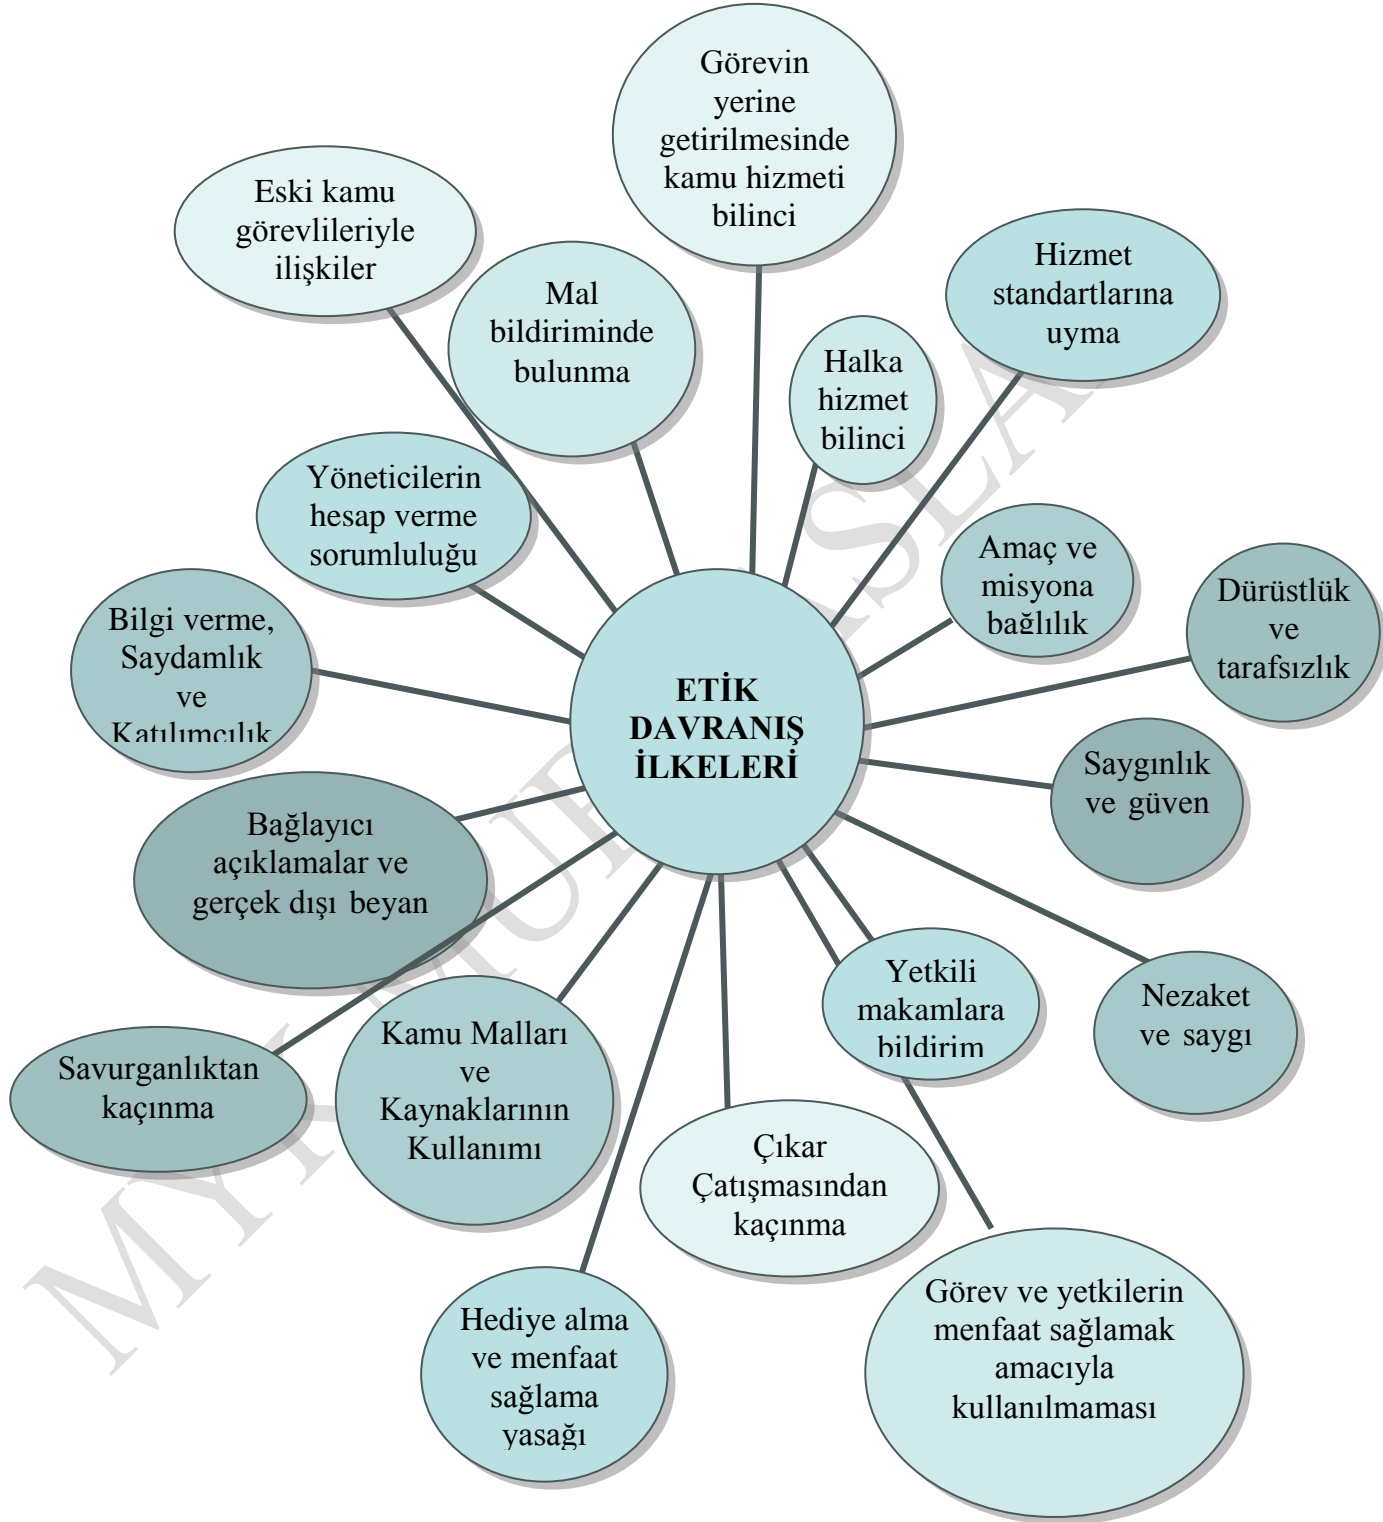 Görevin
yerine
getirilmesinde
kamu hizmeti
bilinci
Eski kamu
görevlileriyle
ilişkiler
Mal
bildiriminde
bulunma
Hizmet
standartlarına
uyma
Halka
hizmet
bilinci
Yöneticilerin
hesap verme
sorumluluğu
Amaç ve
misyona
bağlılık
Dürüstlük
ve
tarafsızlık
Bilgi verme,
Saydamlık
ve
Katılımcılık
ETİK
DAVRANIŞ
İLKELERİ
Saygınlık
ve güven
Bağlayıcı
açıklamalar ve
gerçek dışı beyan
Yetkili
makamlara
bildirim
Nezaket
ve saygı
Savurganlıktan
kaçınma
Kamu Malları
ve
Kaynaklarının
Kullanımı
Çıkar
Çatışmasından
kaçınma
Hediye alma
ve menfaat
sağlama
yasağı
Görev ve yetkilerin
menfaat sağlamak
amacıyla
kullanılmaması
MYK